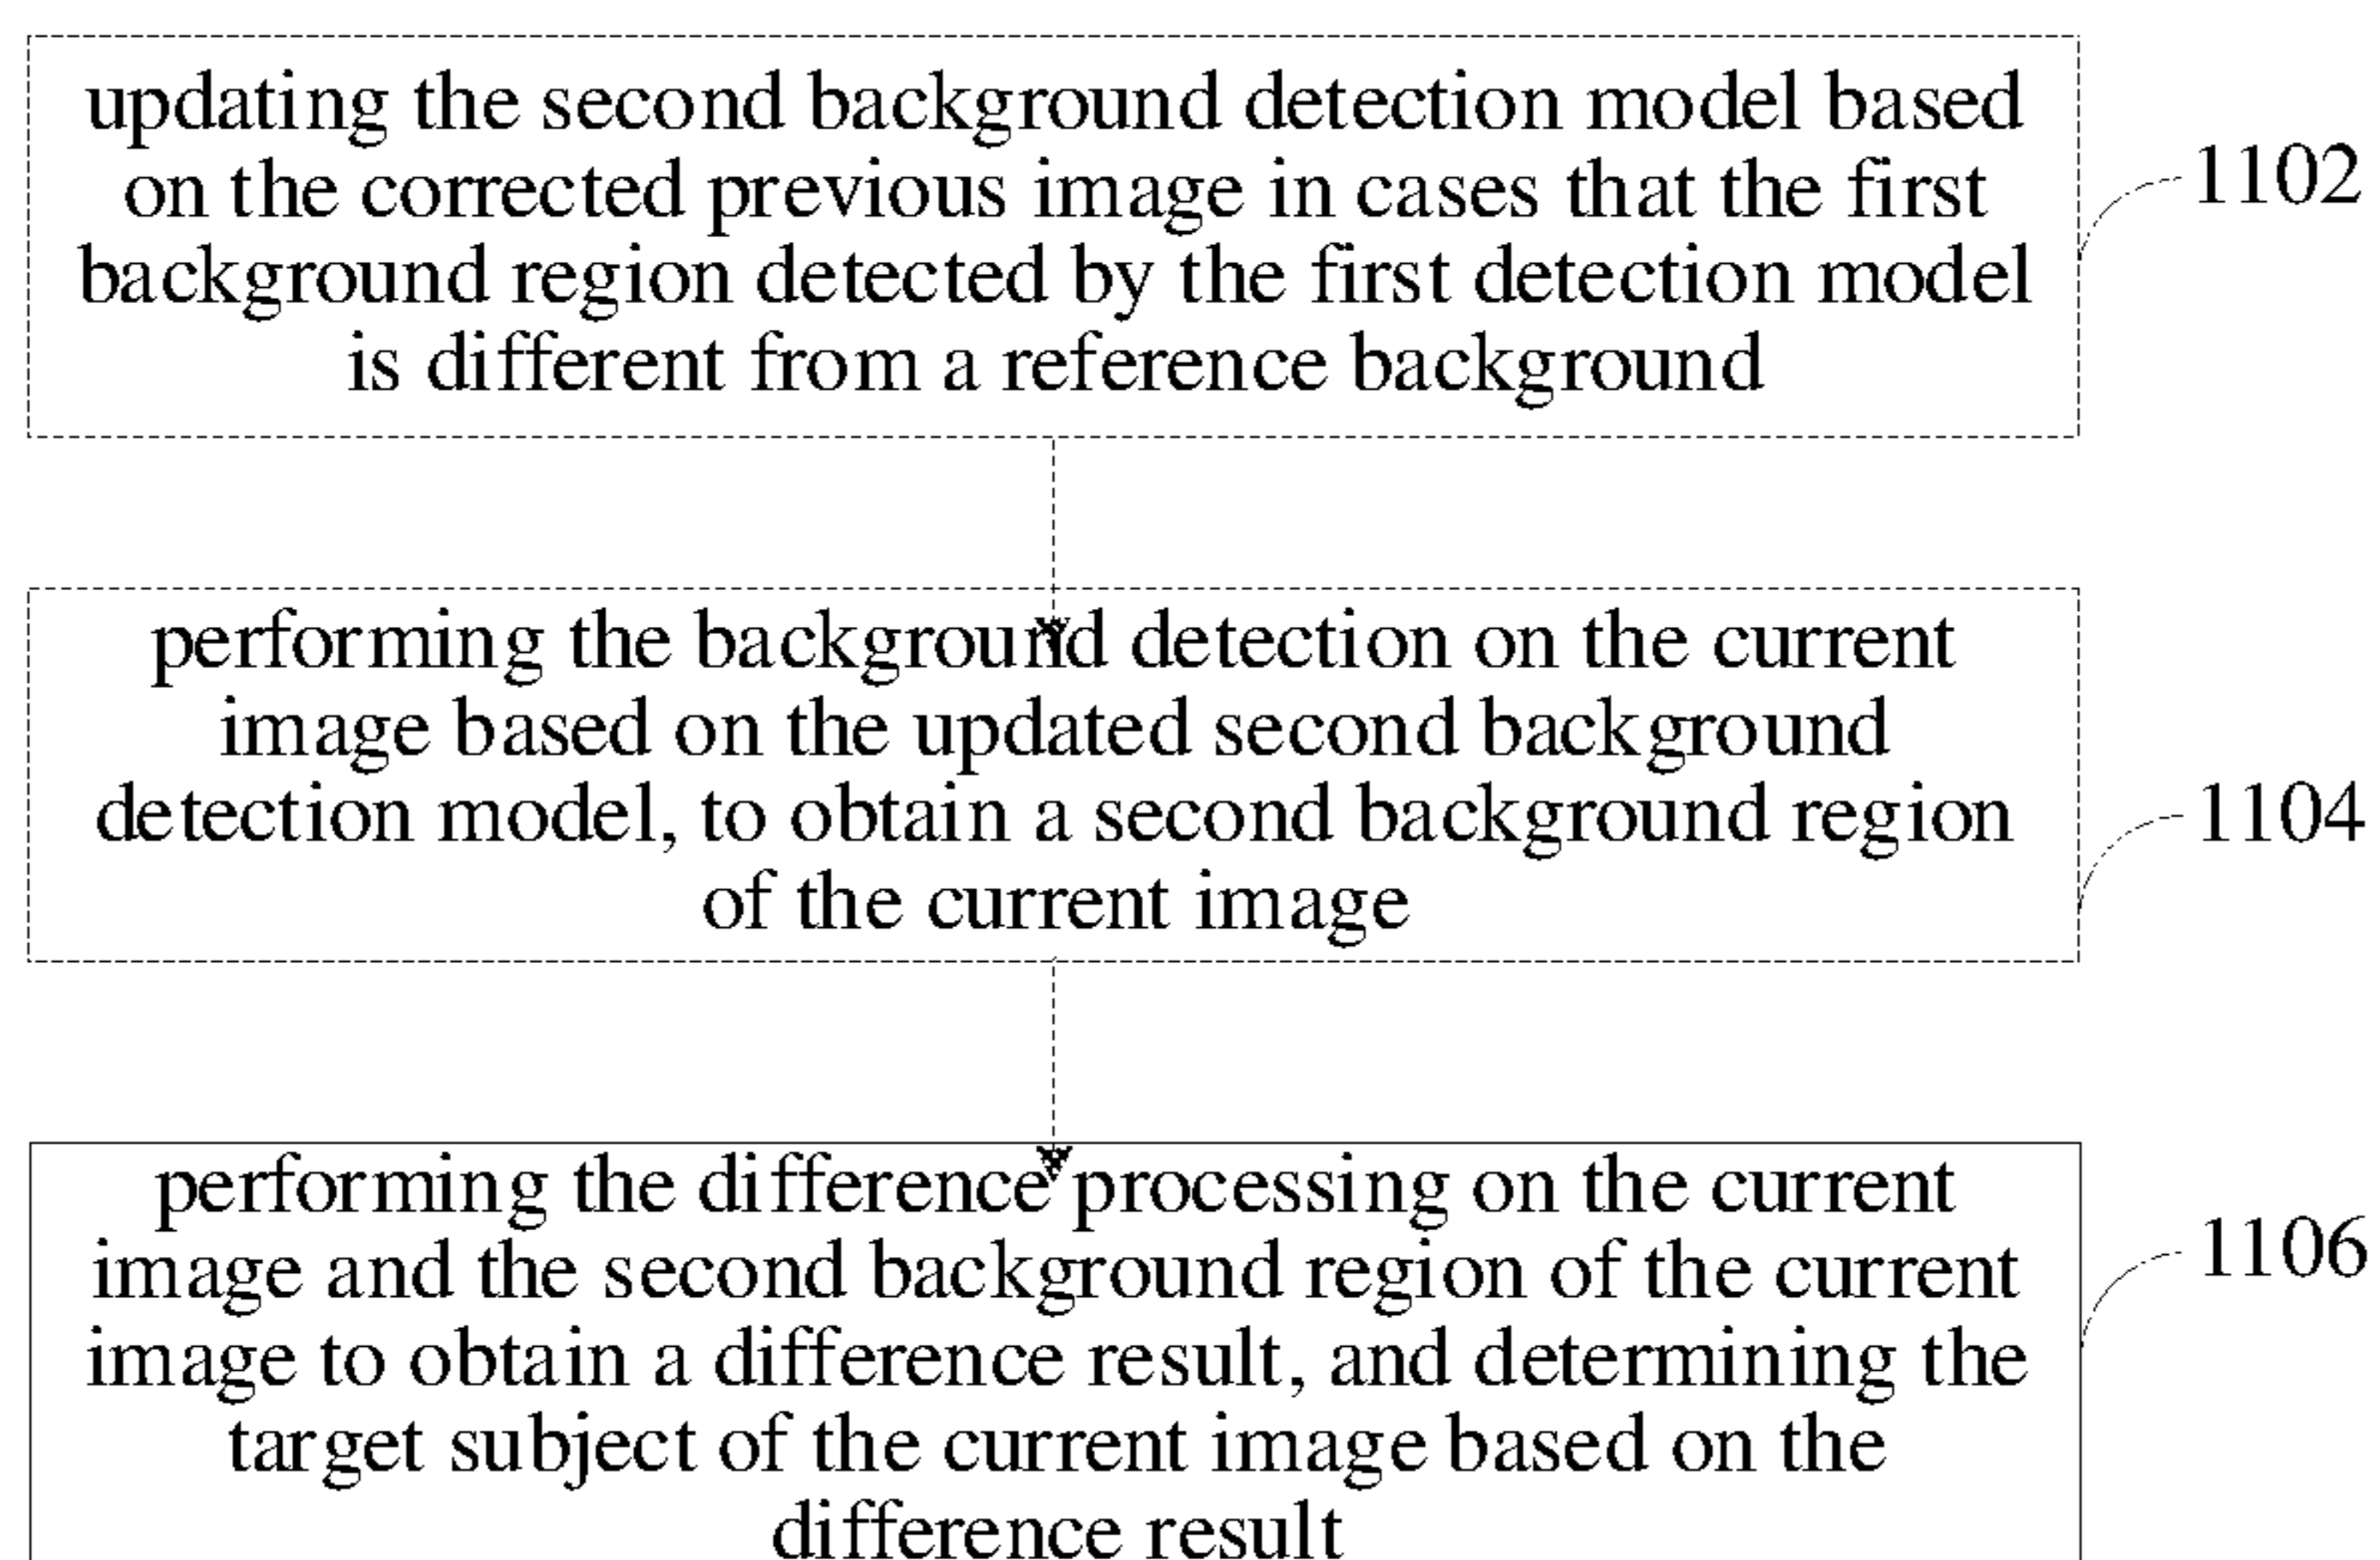 updating the second background detection model based
on the corrected previous image in cases that the first
background region detected by the first detection model
is different from a reference background
1102
performing the background detection on the current
image based on the updated second background
detection model, to obtain a second background region
of the current image
1104
performing the difference processing on the current
image and the second background region of the current
image to obtain a difference result, and determining the
target subject of the current image based on the
difference result
1106